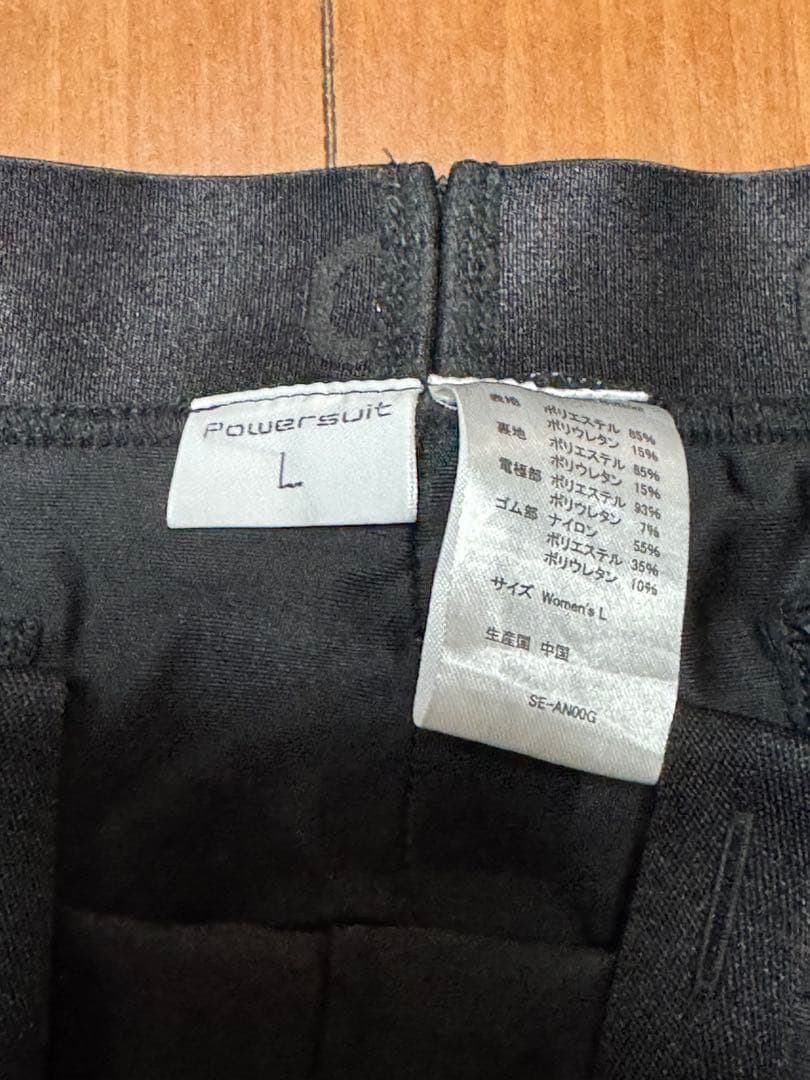 Powersuit
L
表地 ポリエステル 85%
ポリウレタン 15%
裏地 ポリエステル 85%
ポリウレタン 15%
電極部 ポリエステル 93%
ポリウレタン 7%
ゴム部 ナイロン 55%
ポリエステル 35%
ポリウレタン 10%
サイズ Women's L
生産国 中国
SE-AN00G